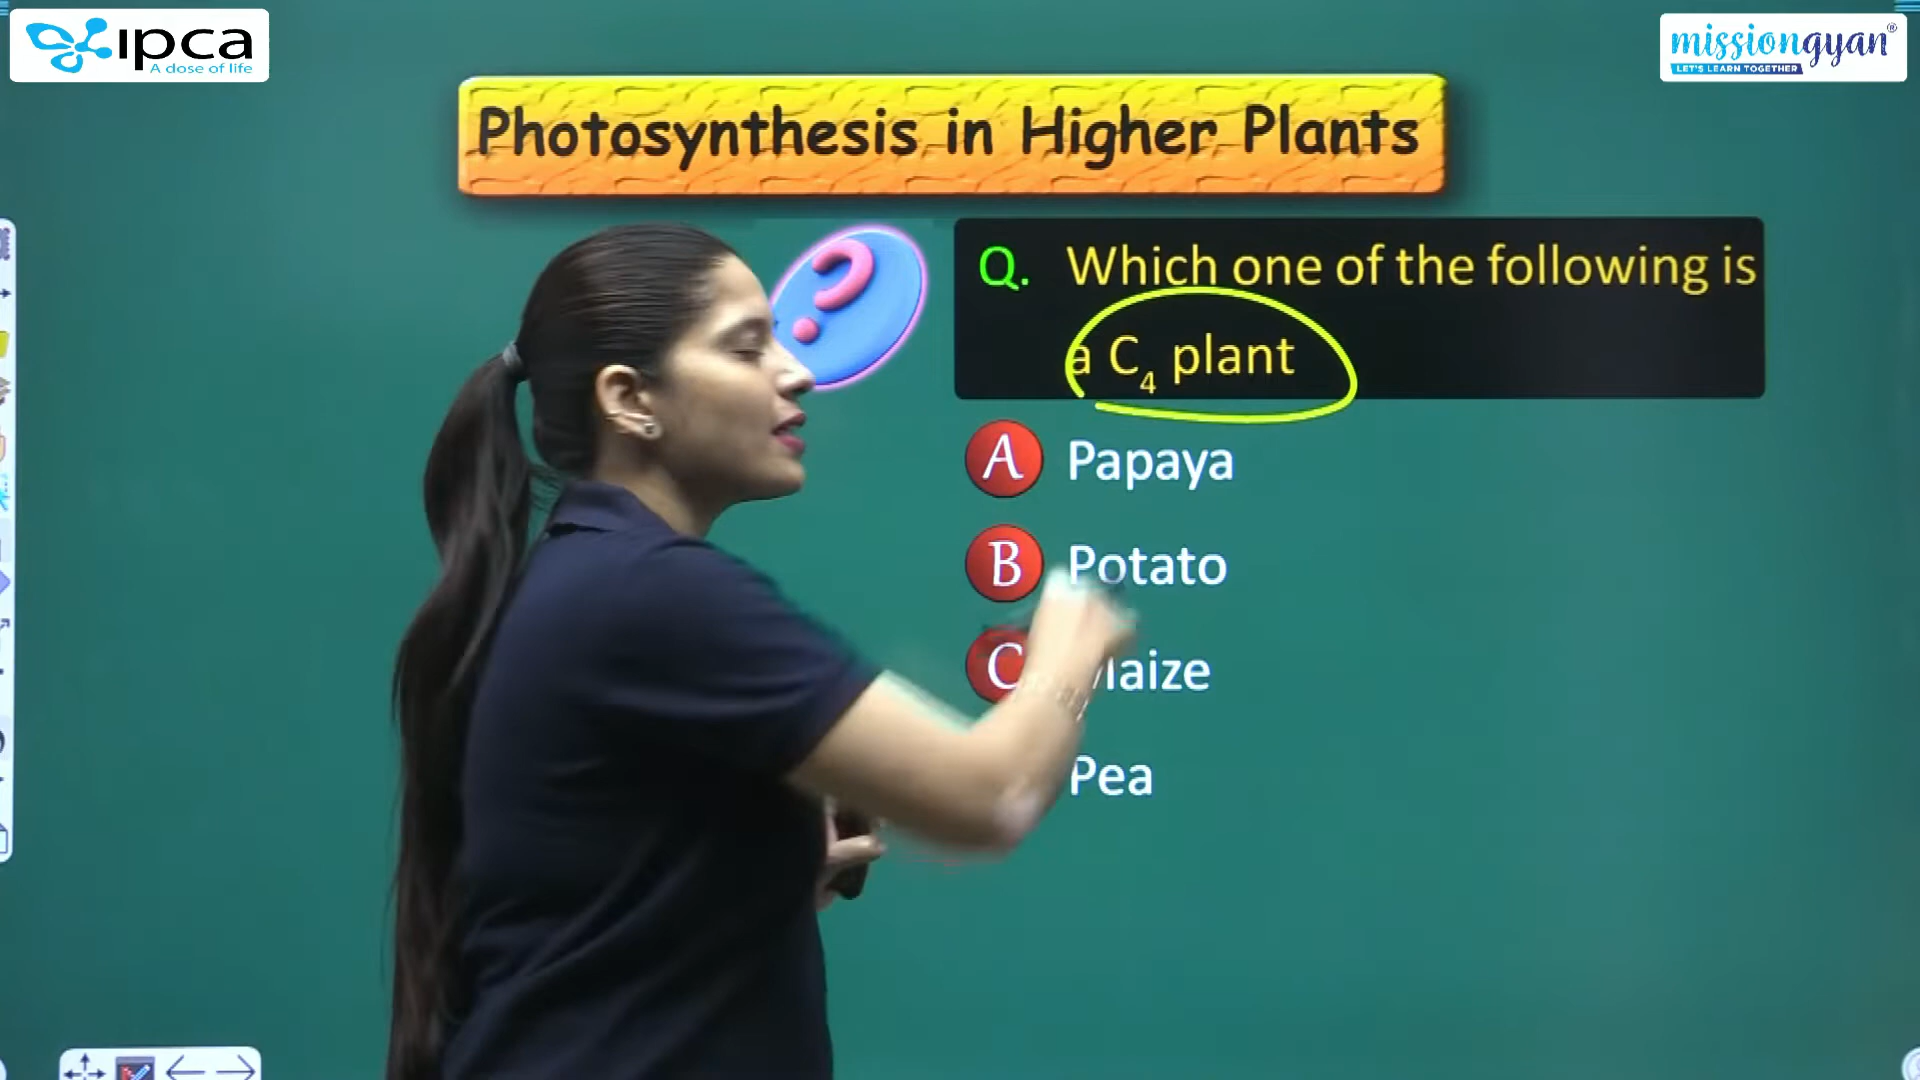 ipca
A dose of life
missiongyan®
LET'S LEARN TOGETHER
Photosynthesis in Higher Plants
?
Q. Which one of the following is
a C4 plant
A Papaya
B Potato
C Maize
Pea